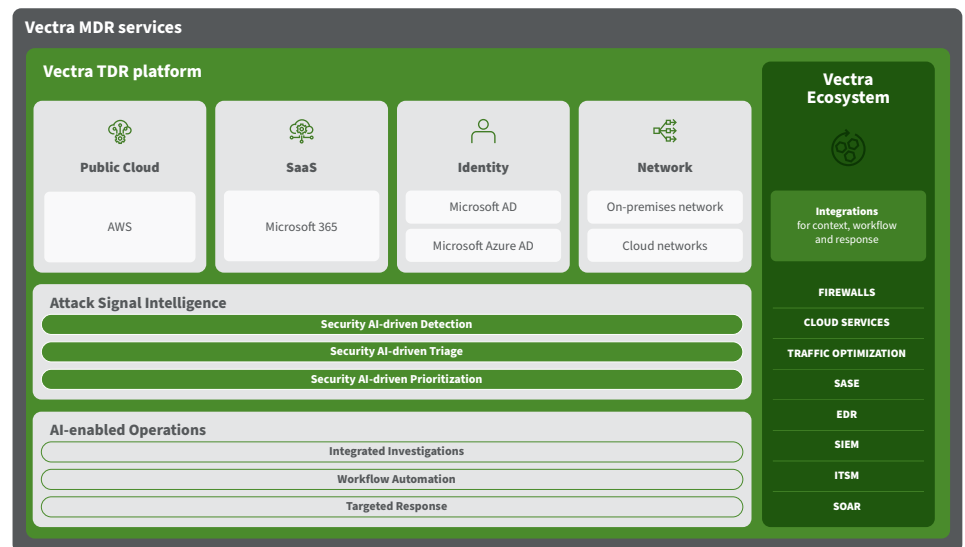 Vectra MDR services
Vectra TDR platform
Public Cloud
AWS
SaaS
Microsoft 365
Identity
Microsoft AD
Microsoft Azure AD
Network
On-premises network
Cloud networks
Attack Signal Intelligence
Security AI-driven Detection
Security AI-driven Triage
Security AI-driven Prioritization
AI-enabled Operations
Integrated Investigations
Workflow Automation
Targeted Response
Vectra
Ecosystem
Integrations
for context, workflow
and response
FIREWALLS
CLOUD SERVICES
TRAFFIC OPTIMIZATION
SASE
EDR
SIEM
ITSM
SOAR